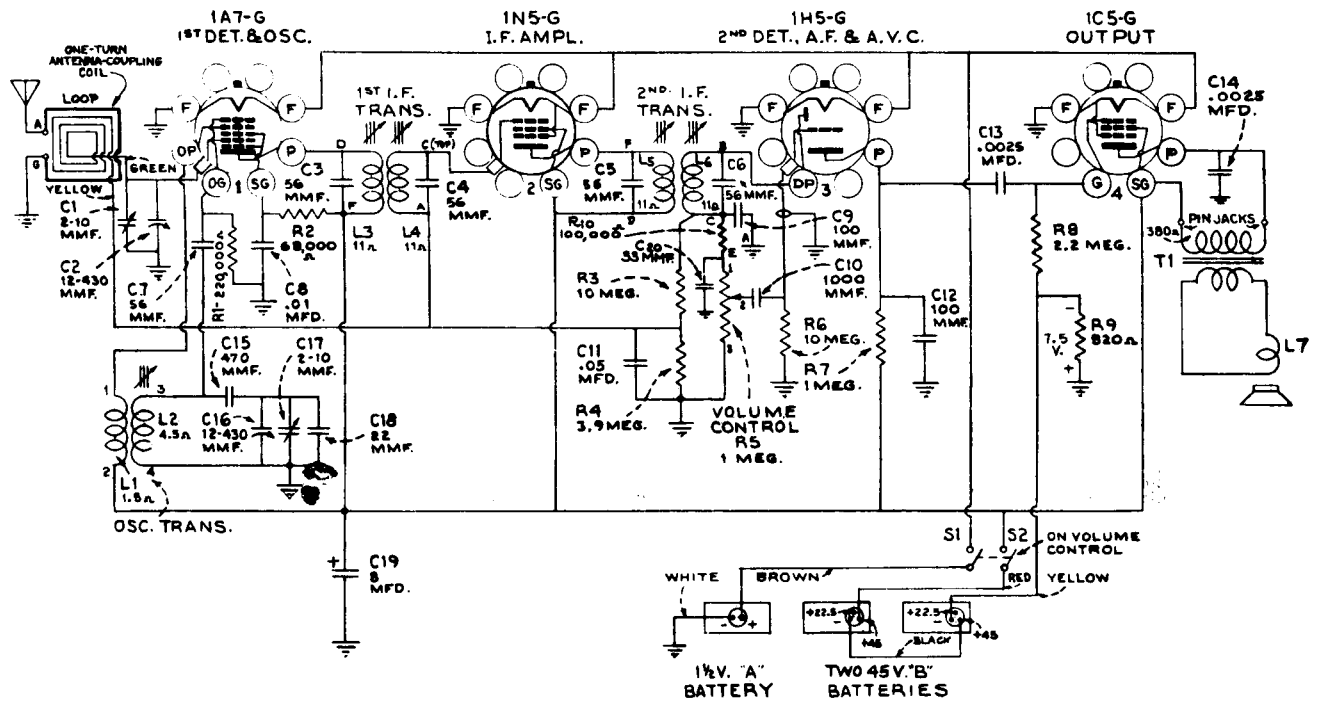 1A7-G
1ST DET. & OSC.
1N5-G
I.F. AMPL.
1H5-G
2ND DET., A.F. & A.V.C.
1C5-G
OUTPUT
ONE-TURN
ANTENNA-COUPLING
COIL
LOOP
A
G
GREEN
YELLOW
F
F
OP
P
OG
1
SG
1ST I.F.
TRANS.
D
C(TOP)
F
A
F
F
P
2
SG
2ND. I.F.
TRANS.
F
B
D
C
L5
L6
11Ω
11Ω
F
F
P
DP
3
F
F
P
G
4
SG
C1
2-10
MMF.
C2
12-430
MMF.
C3
56
MMF.
C4
56
MMF.
C5
56
MMF.
C6
56 MMF.
C7
56
MMF.
R1-220,000Ω
C8
.01
MFD.
R2
68,000
Ω
L3
11Ω
L4
11Ω
R10
100,000Ω
C20
33 MMF.
A
E
C9
100
MMF.
C10
1000
MMF.
2
3
R3
10 MEG.
C11
.05
MFD.
R4
3.9 MEG.
VOLUME
CONTROL
R5
1 MEG.
R6
10 MEG.
R7
1 MEG.
C12
100
MMF.
C13
.0025
MFD.
C14
.0025
MFD.
R8
2.2 MEG.
PIN JACKS
380Ω
T1
L7
-
7.5
V.
+
R9
820Ω
C15
470
MMF.
C17
2-10
MMF.
C16
12-430
MMF.
C18
22
MMF.
1
3
2
4
L2
4.5Ω
L1
1.8Ω
OSC. TRANS.
+
C19
8
MFD.
S1
S2
ON VOLUME
CONTROL
WHITE
BROWN
RED
YELLOW
- +
+22.5
-
+45
+22.5
-
+45
BLACK
1½V. "A"
BATTERY
TWO 45 V. "B"
BATTERIES